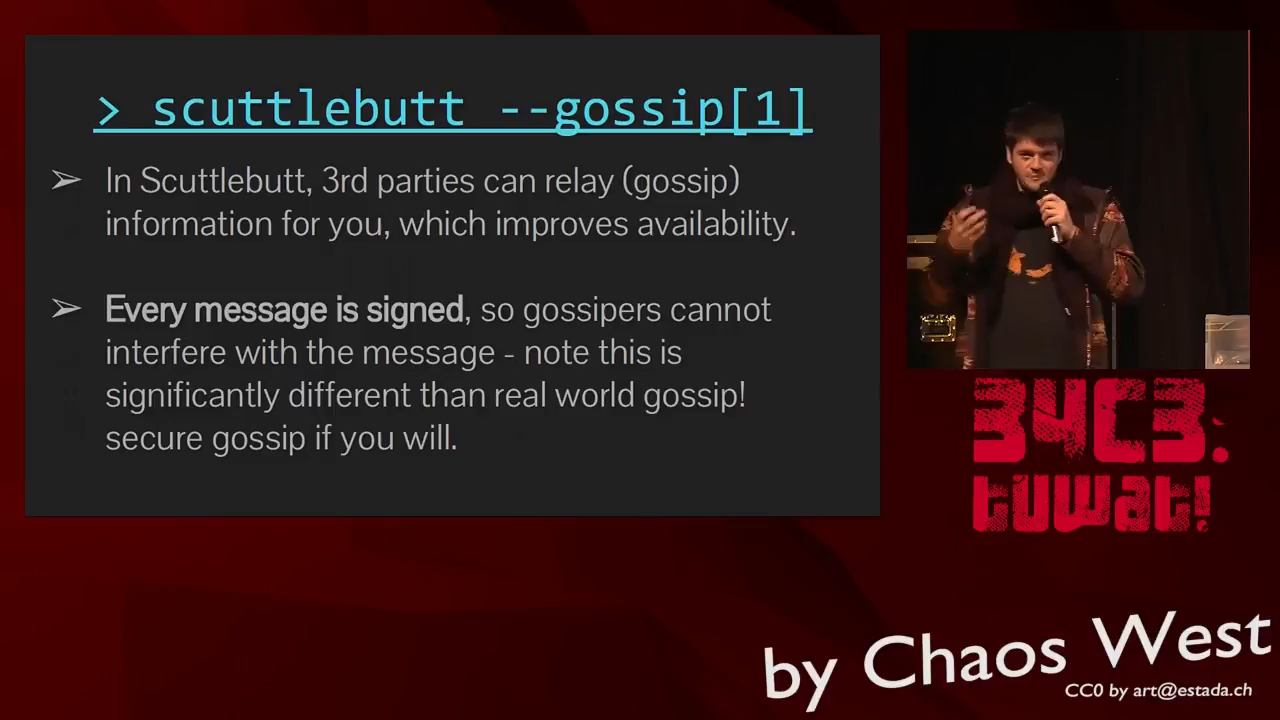 > scuttlebutt --gossip[1]
➢ In Scuttlebutt, 3rd parties can relay (gossip)
information for you, which improves availability.
➢ Every message is signed, so gossipers cannot
interfere with the message - note this is
significantly different than real world gossip!
secure gossip if you will.
34C3:
tuwat!
by Chaos West
CC0 by art@estada.ch